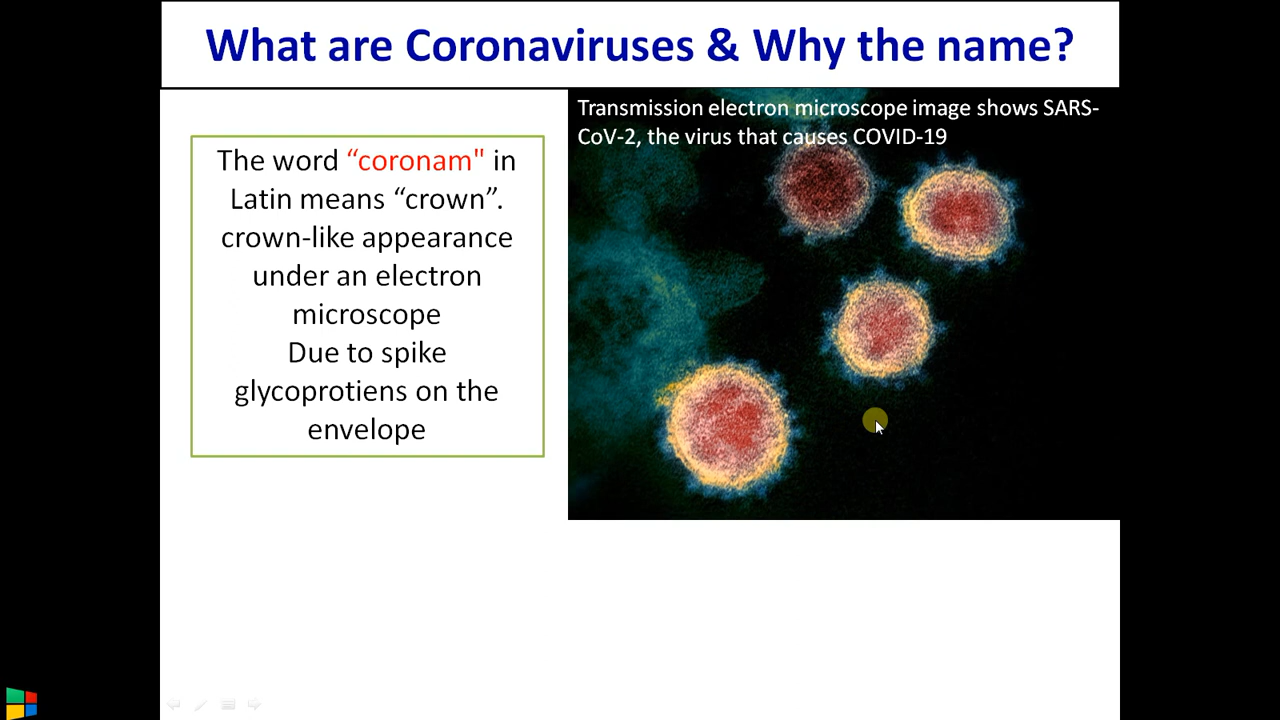 What are Coronaviruses & Why the name?
Transmission electron microscope image shows SARS-
CoV-2, the virus that causes COVID-19
The word “coronam" in
Latin means “crown”.
crown-like appearance
under an electron
microscope
Due to spike
glycoprotiens on the
envelope